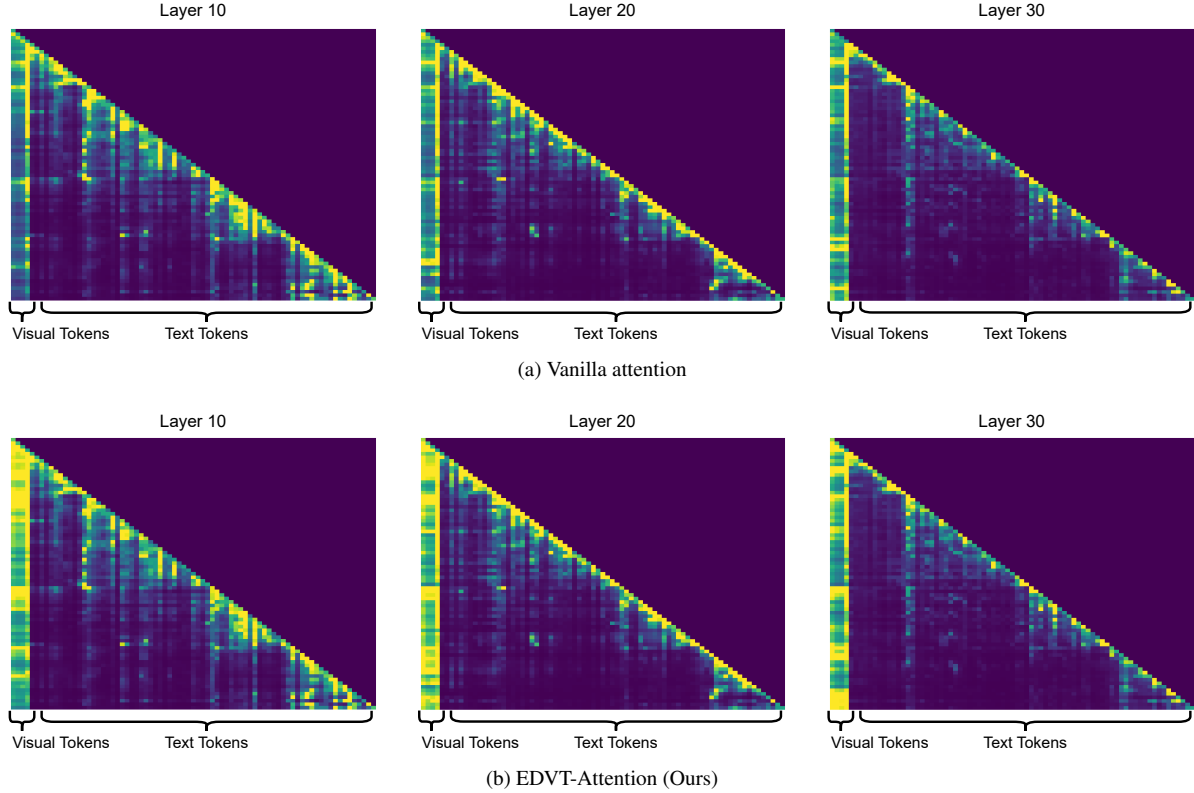 Layer 10 Layer 20 Layer 30
Visual Tokens Text Tokens Visual Tokens Text Tokens Visual Tokens Text Tokens
(a) Vanilla attention
Layer 10 Layer 20 Layer 30
Visual Tokens Text Tokens Visual Tokens Text Tokens Visual Tokens Text Tokens
(b) EDVT-Attention (Ours)